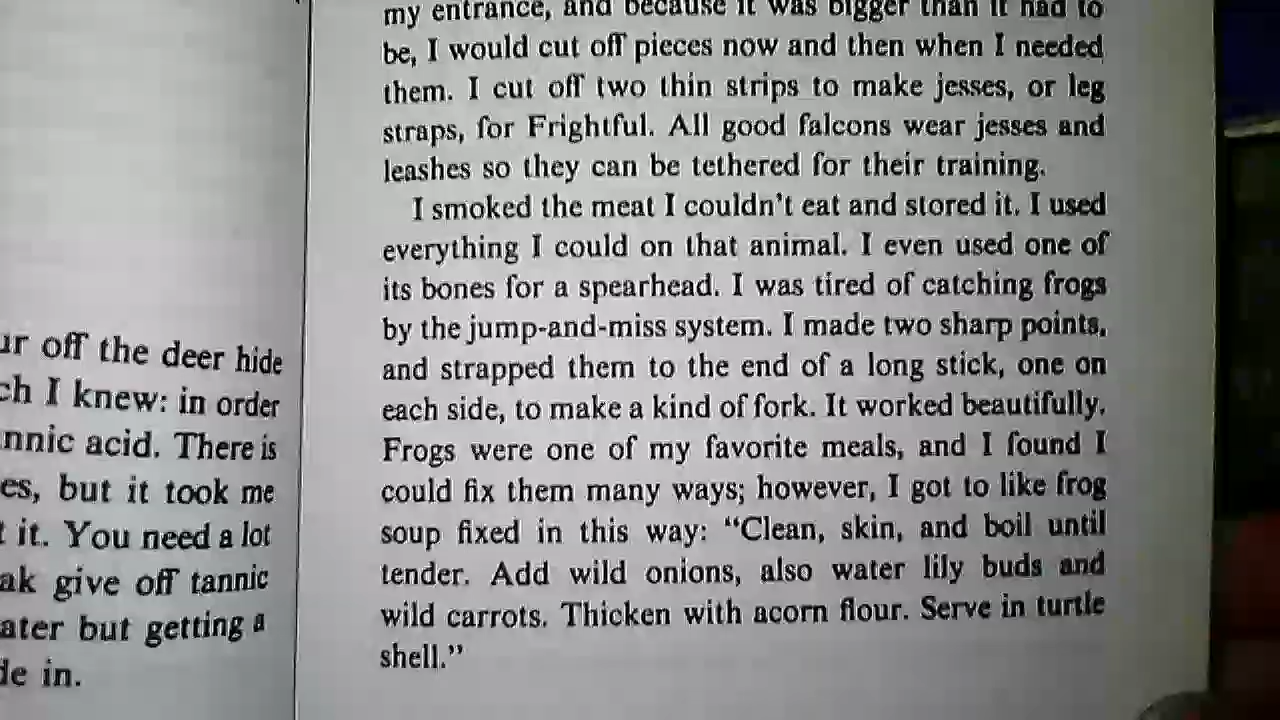 ur off the deer hide
ch I knew: in order
nnic acid. There is
es, but it took me
t it. You need a lot
ak give off tannic
ater but getting a
de in.
my entrance, and because it was bigger than it had to
be, I would cut off pieces now and then when I needed
them. I cut off two thin strips to make jesses, or leg
straps, for Frightful. All good falcons wear jesses and
leashes so they can be tethered for their training.
I smoked the meat I couldn't eat and stored it. I used
everything I could on that animal. I even used one of
its bones for a spearhead. I was tired of catching frogs
by the jump-and-miss system. I made two sharp points,
and strapped them to the end of a long stick, one on
each side, to make a kind of fork. It worked beautifully.
Frogs were one of my favorite meals, and I found I
could fix them many ways; however, I got to like frog
soup fixed in this way: “Clean, skin, and boil until
tender. Add wild onions, also water lily buds and
wild carrots. Thicken with acorn flour. Serve in turtle
shell.”